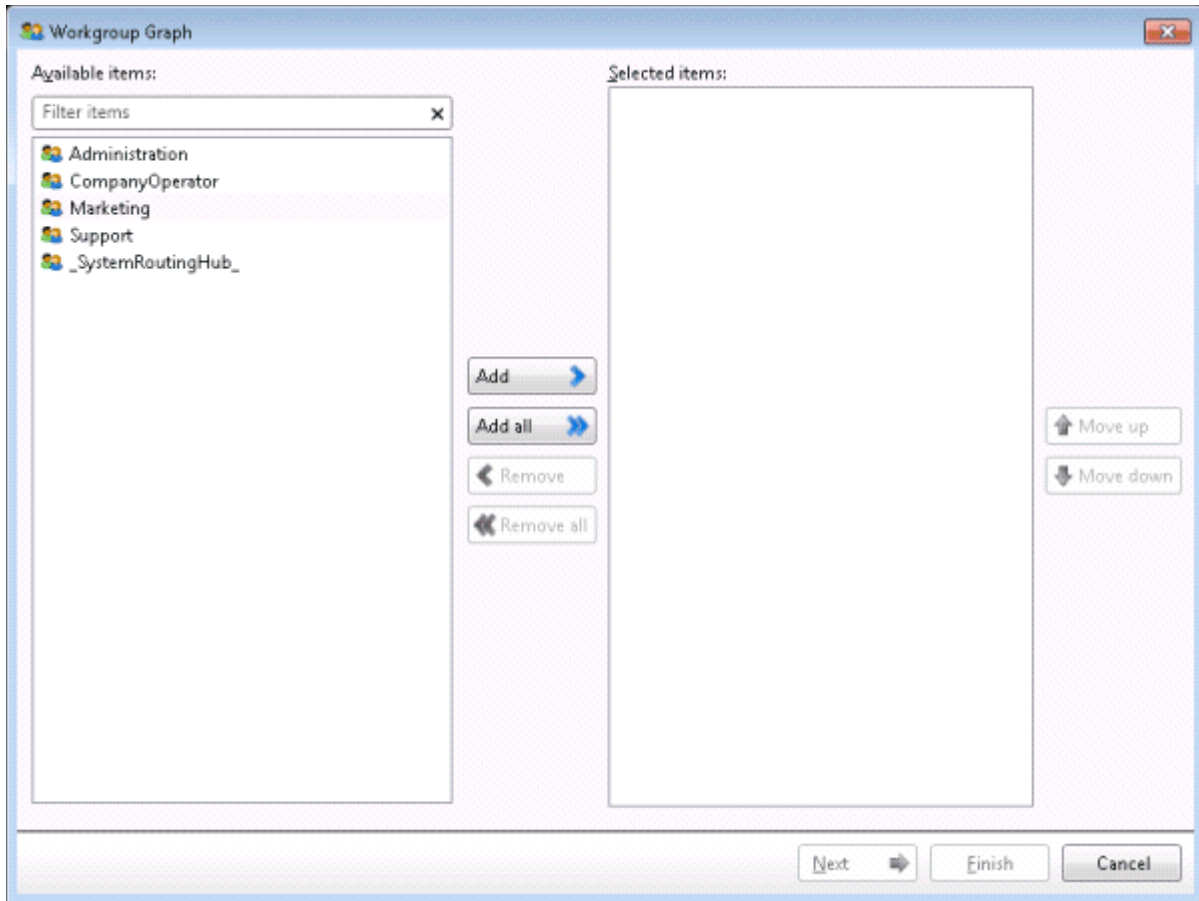 Workgroup Graph
Available items:
Filter items
Administration
CompanyOperator
Marketing
Support
_SystemRoutingHub_
Add
Add all
Remove
Remove all
Selected items:
Move up
Move down
Next
Finish
Cancel